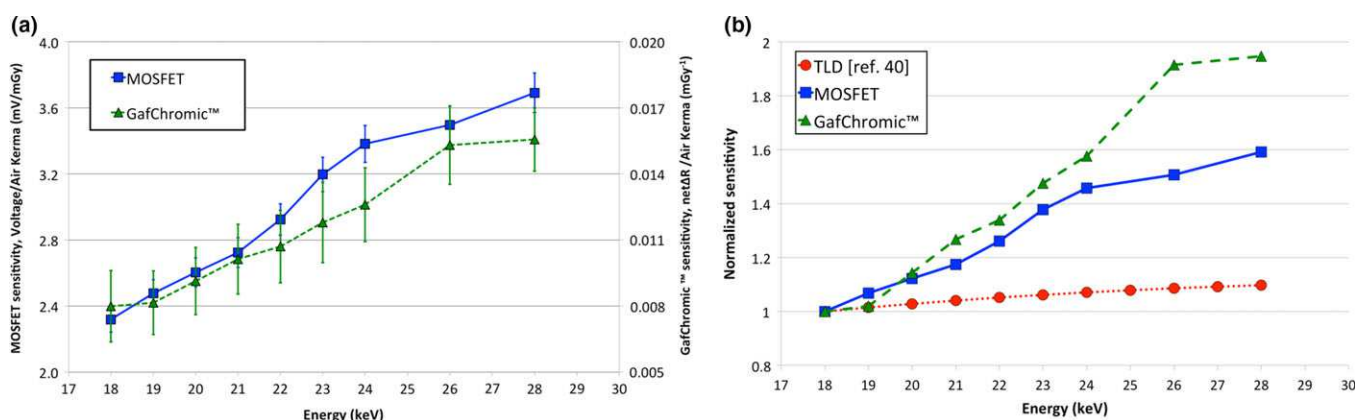 (a)
4.0
3.6
3.2
2.8
2.4
2.0
MOSFET sensitivity, Voltage/Air Kerma (mV/mGy)
MOSFET
GafChromic™
0.020
0.017
0.014
0.011
0.008
0.005
GafChromic™ sensitivity, netΔR/Air Kerma (mGy⁻¹)
17 18 19 20 21 22 23 24 25 26 27 28 29 30
Energy (keV)
(b)
2
1.8
1.6
1.4
1.2
1
0.8
Normalized sensitivity
TLD [ref. 40]
MOSFET
GafChromic™
17 18 19 20 21 22 23 24 25 26 27 28 29 30
Energy (keV)